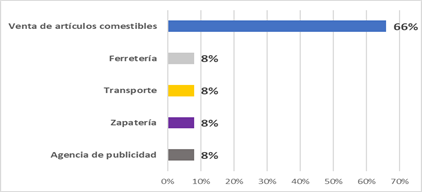 Venta de artículos comestibles 66%
Ferretería 8%
Transporte 8%
Zapatería 8%
Agencia de publicidad 8%
0% 10% 20% 30% 40% 50% 60% 70%